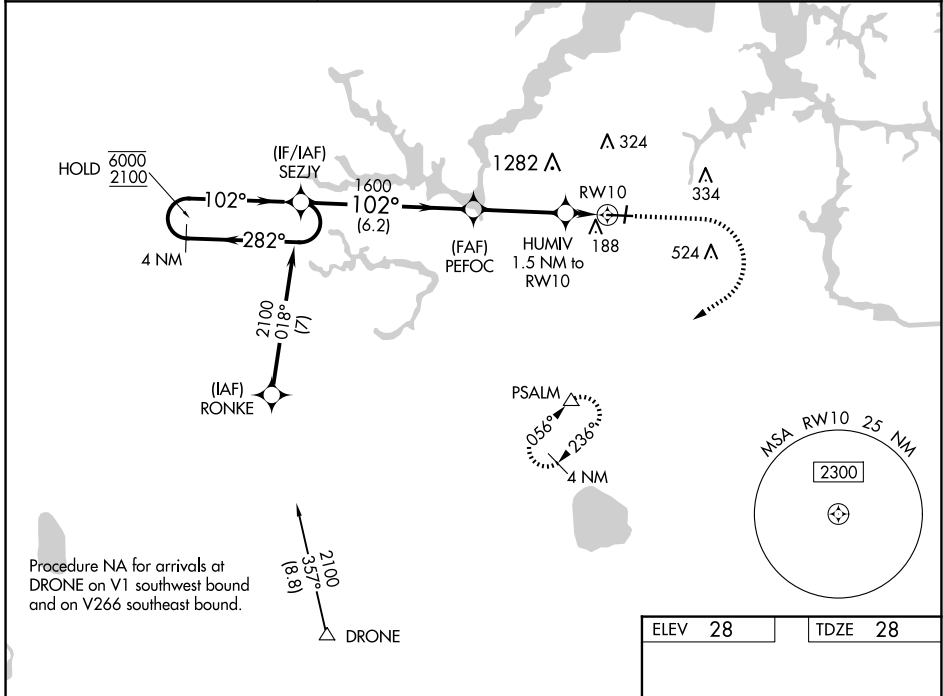 HOLD 6000
2100
102°
282°
4 NM
(IF/IAF)
SEZJY
1600
102°
(6.2)
(FAF)
PEFOC
1282
HUMIV
1.5 NM to
RW10
RW10
188
324
334
524
2100
018°
(7)
(IAF)
RONKE
PSALM
056°
236°
4 NM
MSA RW10 25 NM
2300
Procedure NA for arrivals at
DRONE on V1 southwest bound
and on V266 southeast bound.
2100
357°
(8.8)
DRONE
ELEV 28
TDZE 28